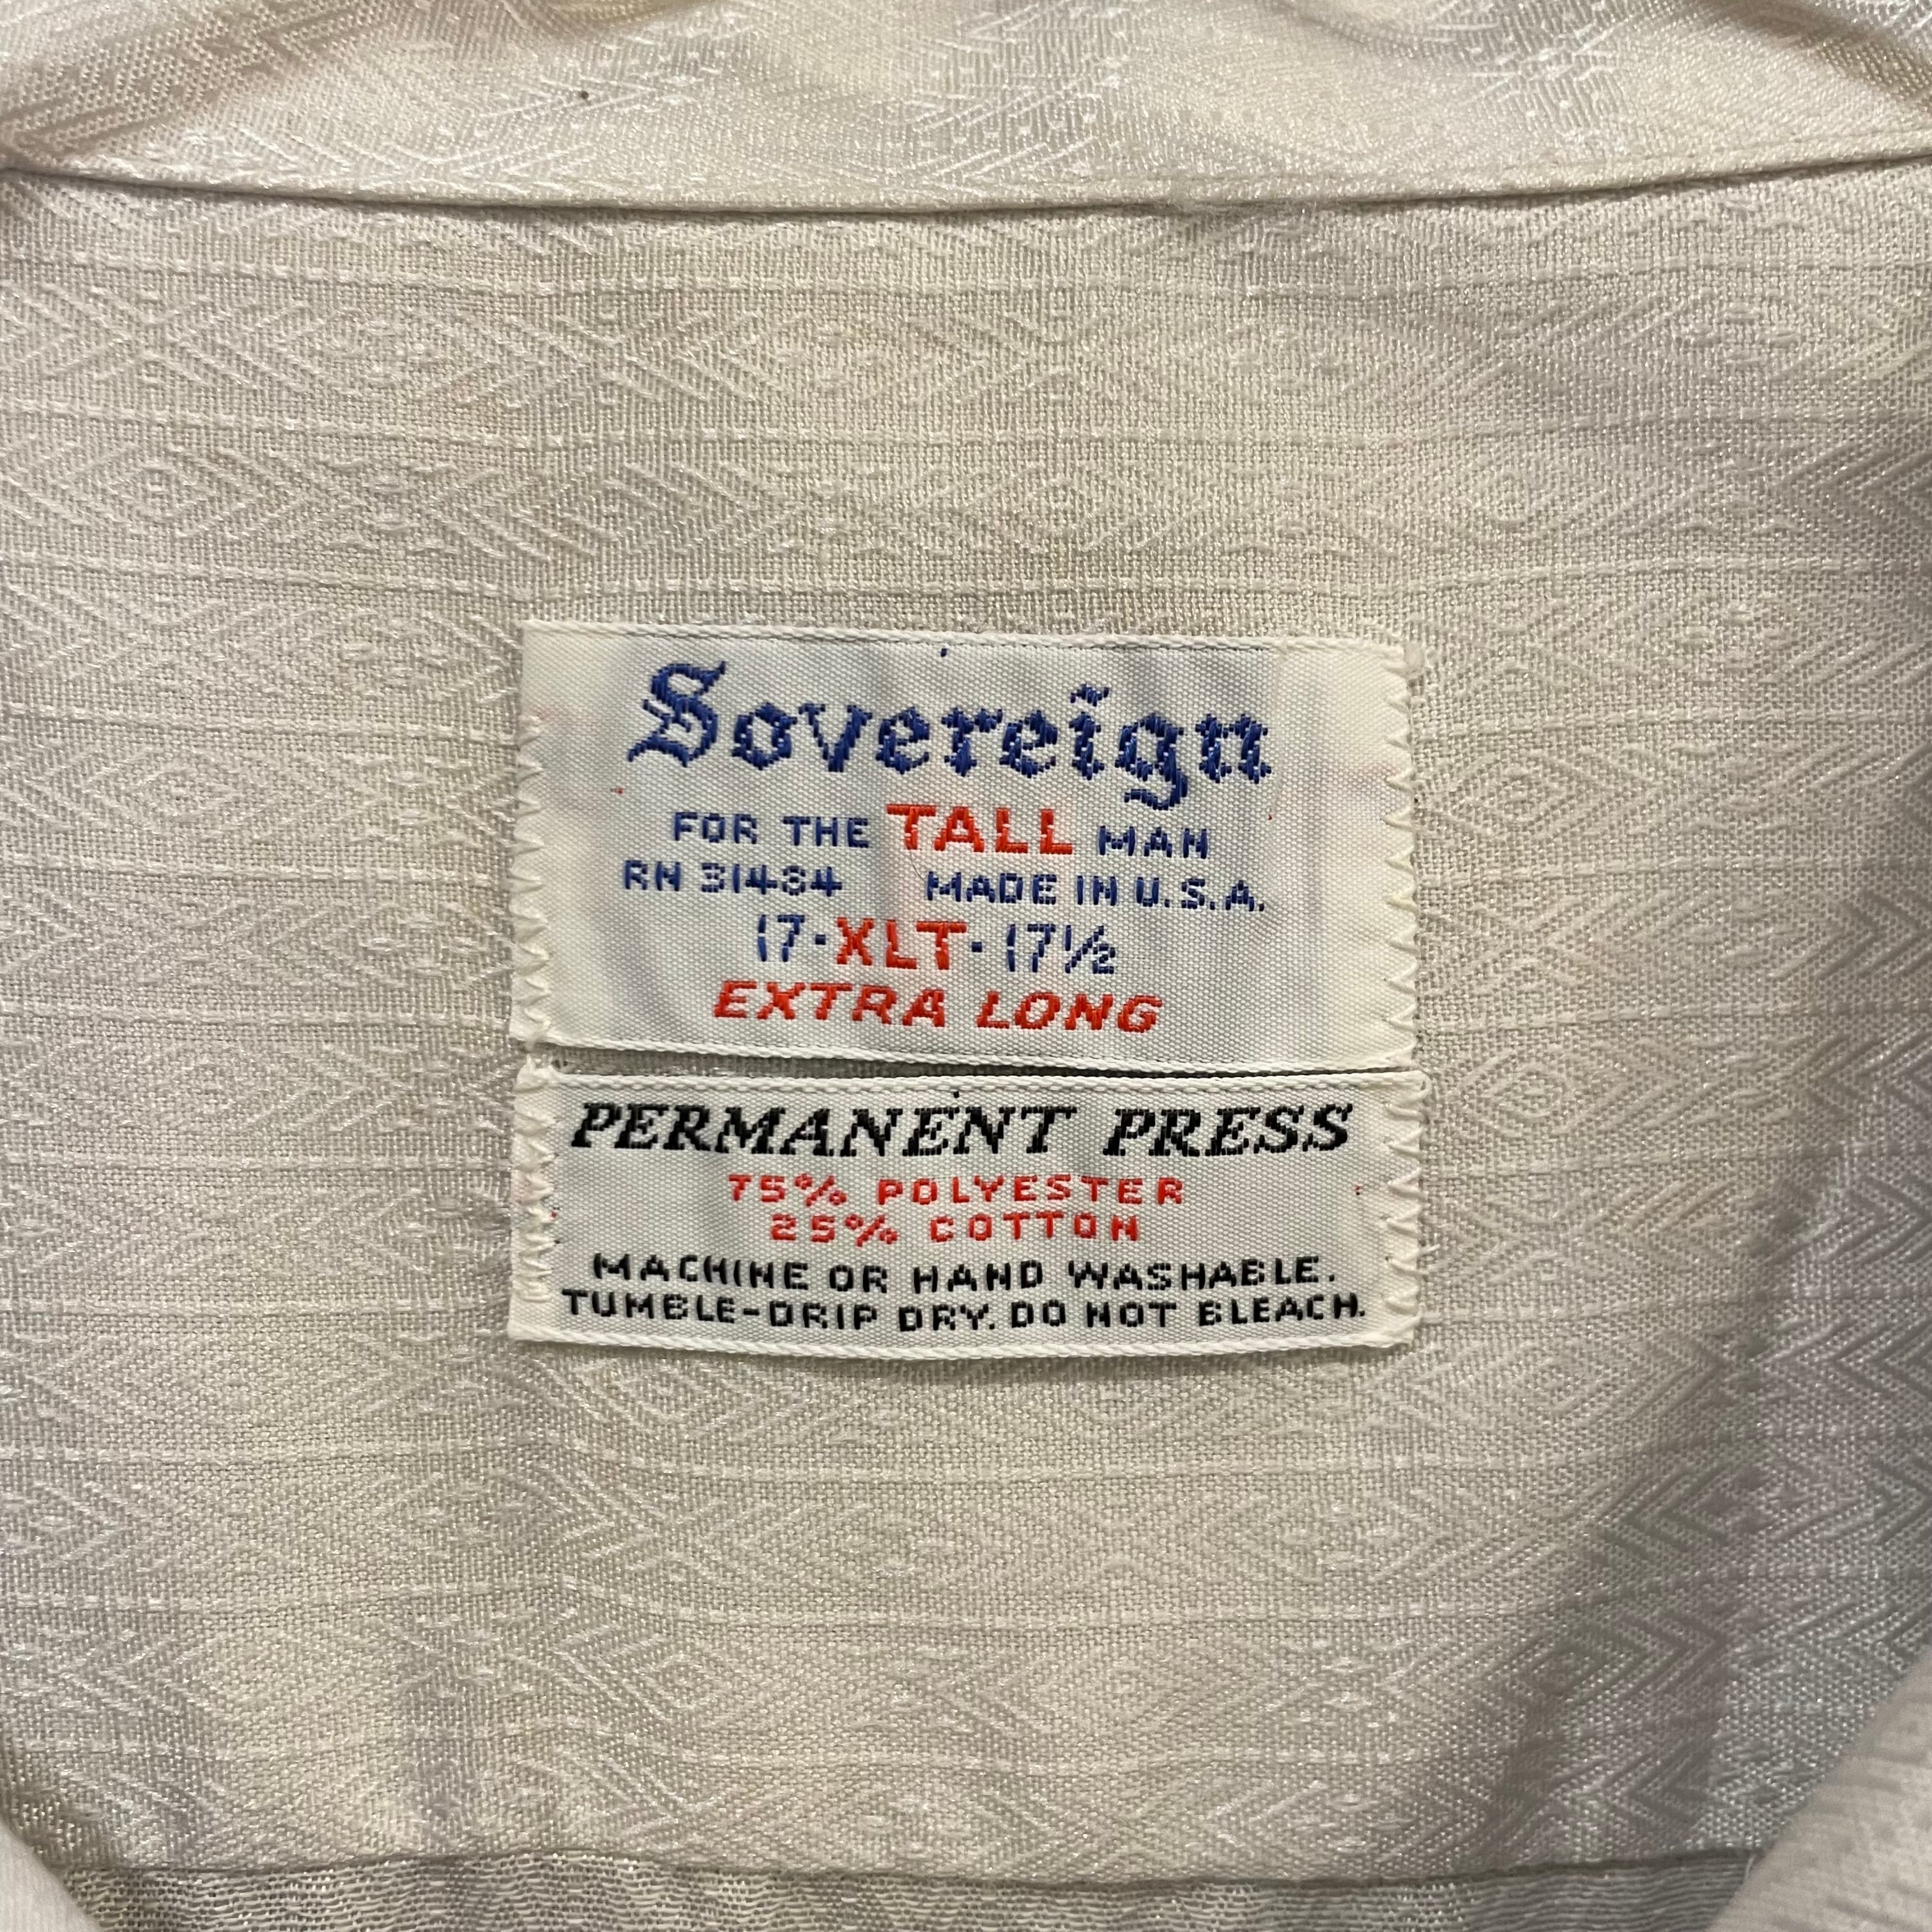 Sovereign
FOR THE TALL MAN
RN 31484 MADE IN U.S.A.
17-XLT-17½
EXTRA LONG
PERMANENT PRESS
75% POLYESTER
25% COTTON
MACHINE OR HAND WASHABLE.
TUMBLE-DRIP DRY. DO NOT BLEACH.